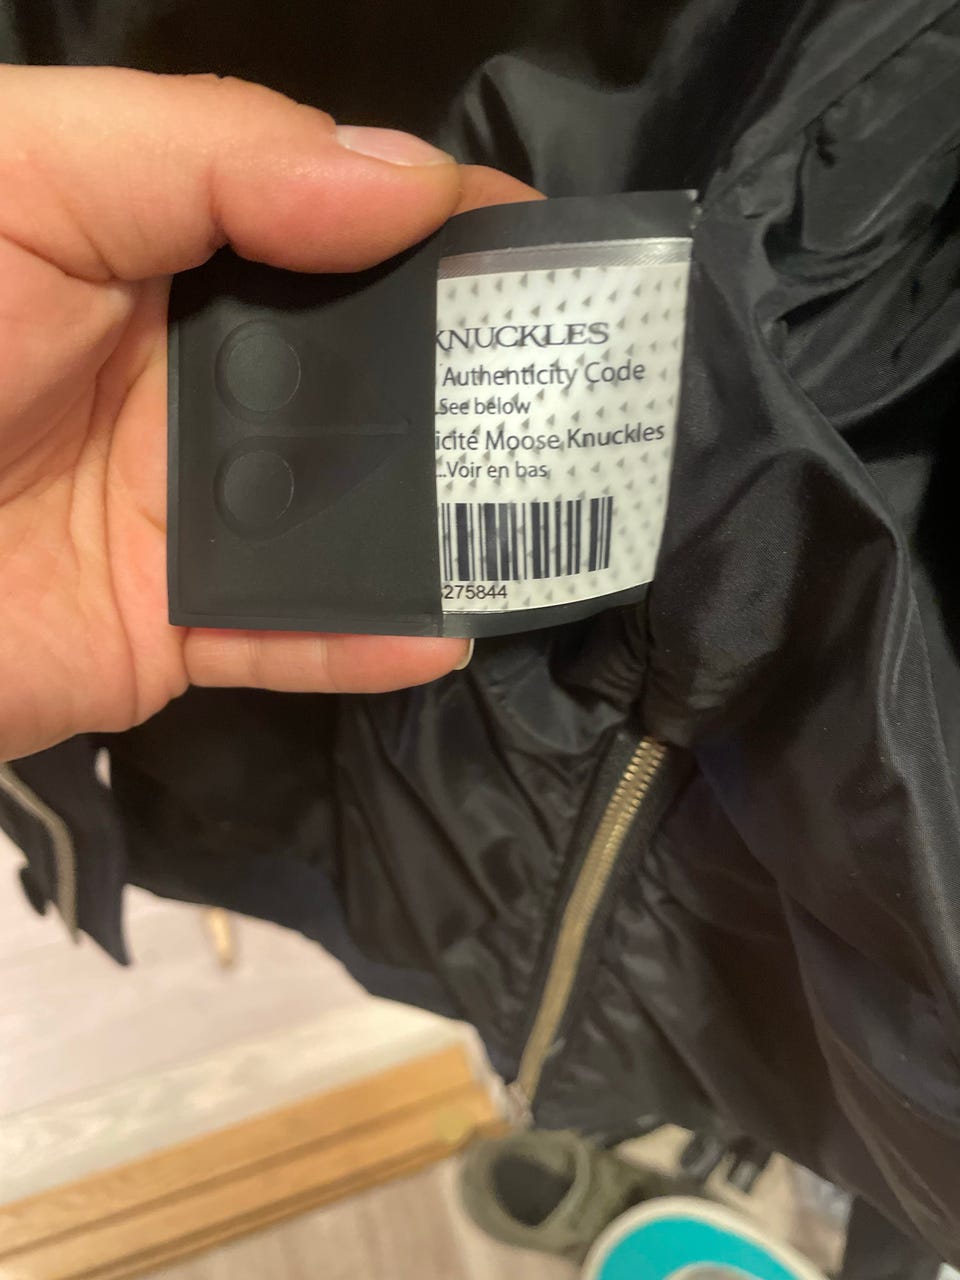 KNUCKLES
Authenticity Code
..See below
icité Moose Knuckles
...Voir en bas
275844